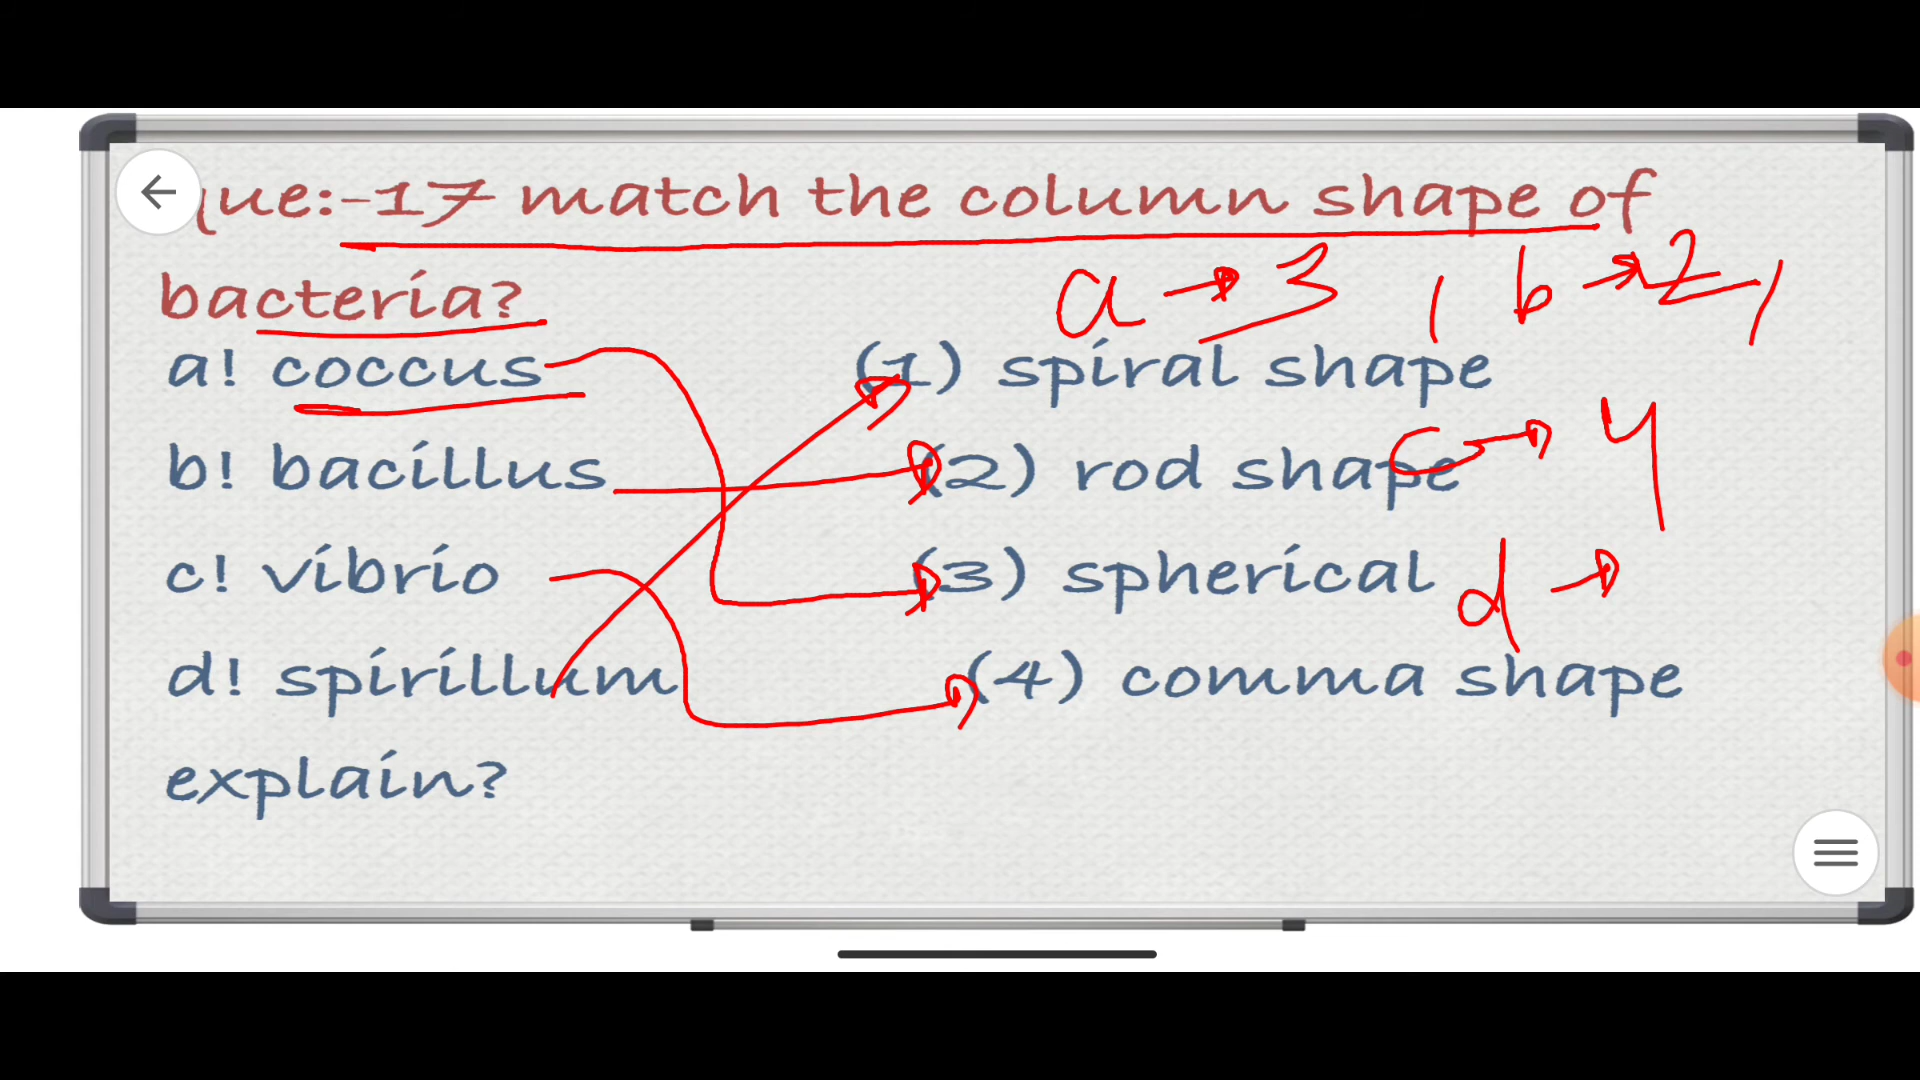 que:-17 match the column shape of
bacteria?
a → 3 , b → 2,
a! coccus (1) spiral shape
c → 4
b! bacillus (2) rod shape
c! vibrio (3) spherical
d →
d! spirillum (4) comma shape
explain?